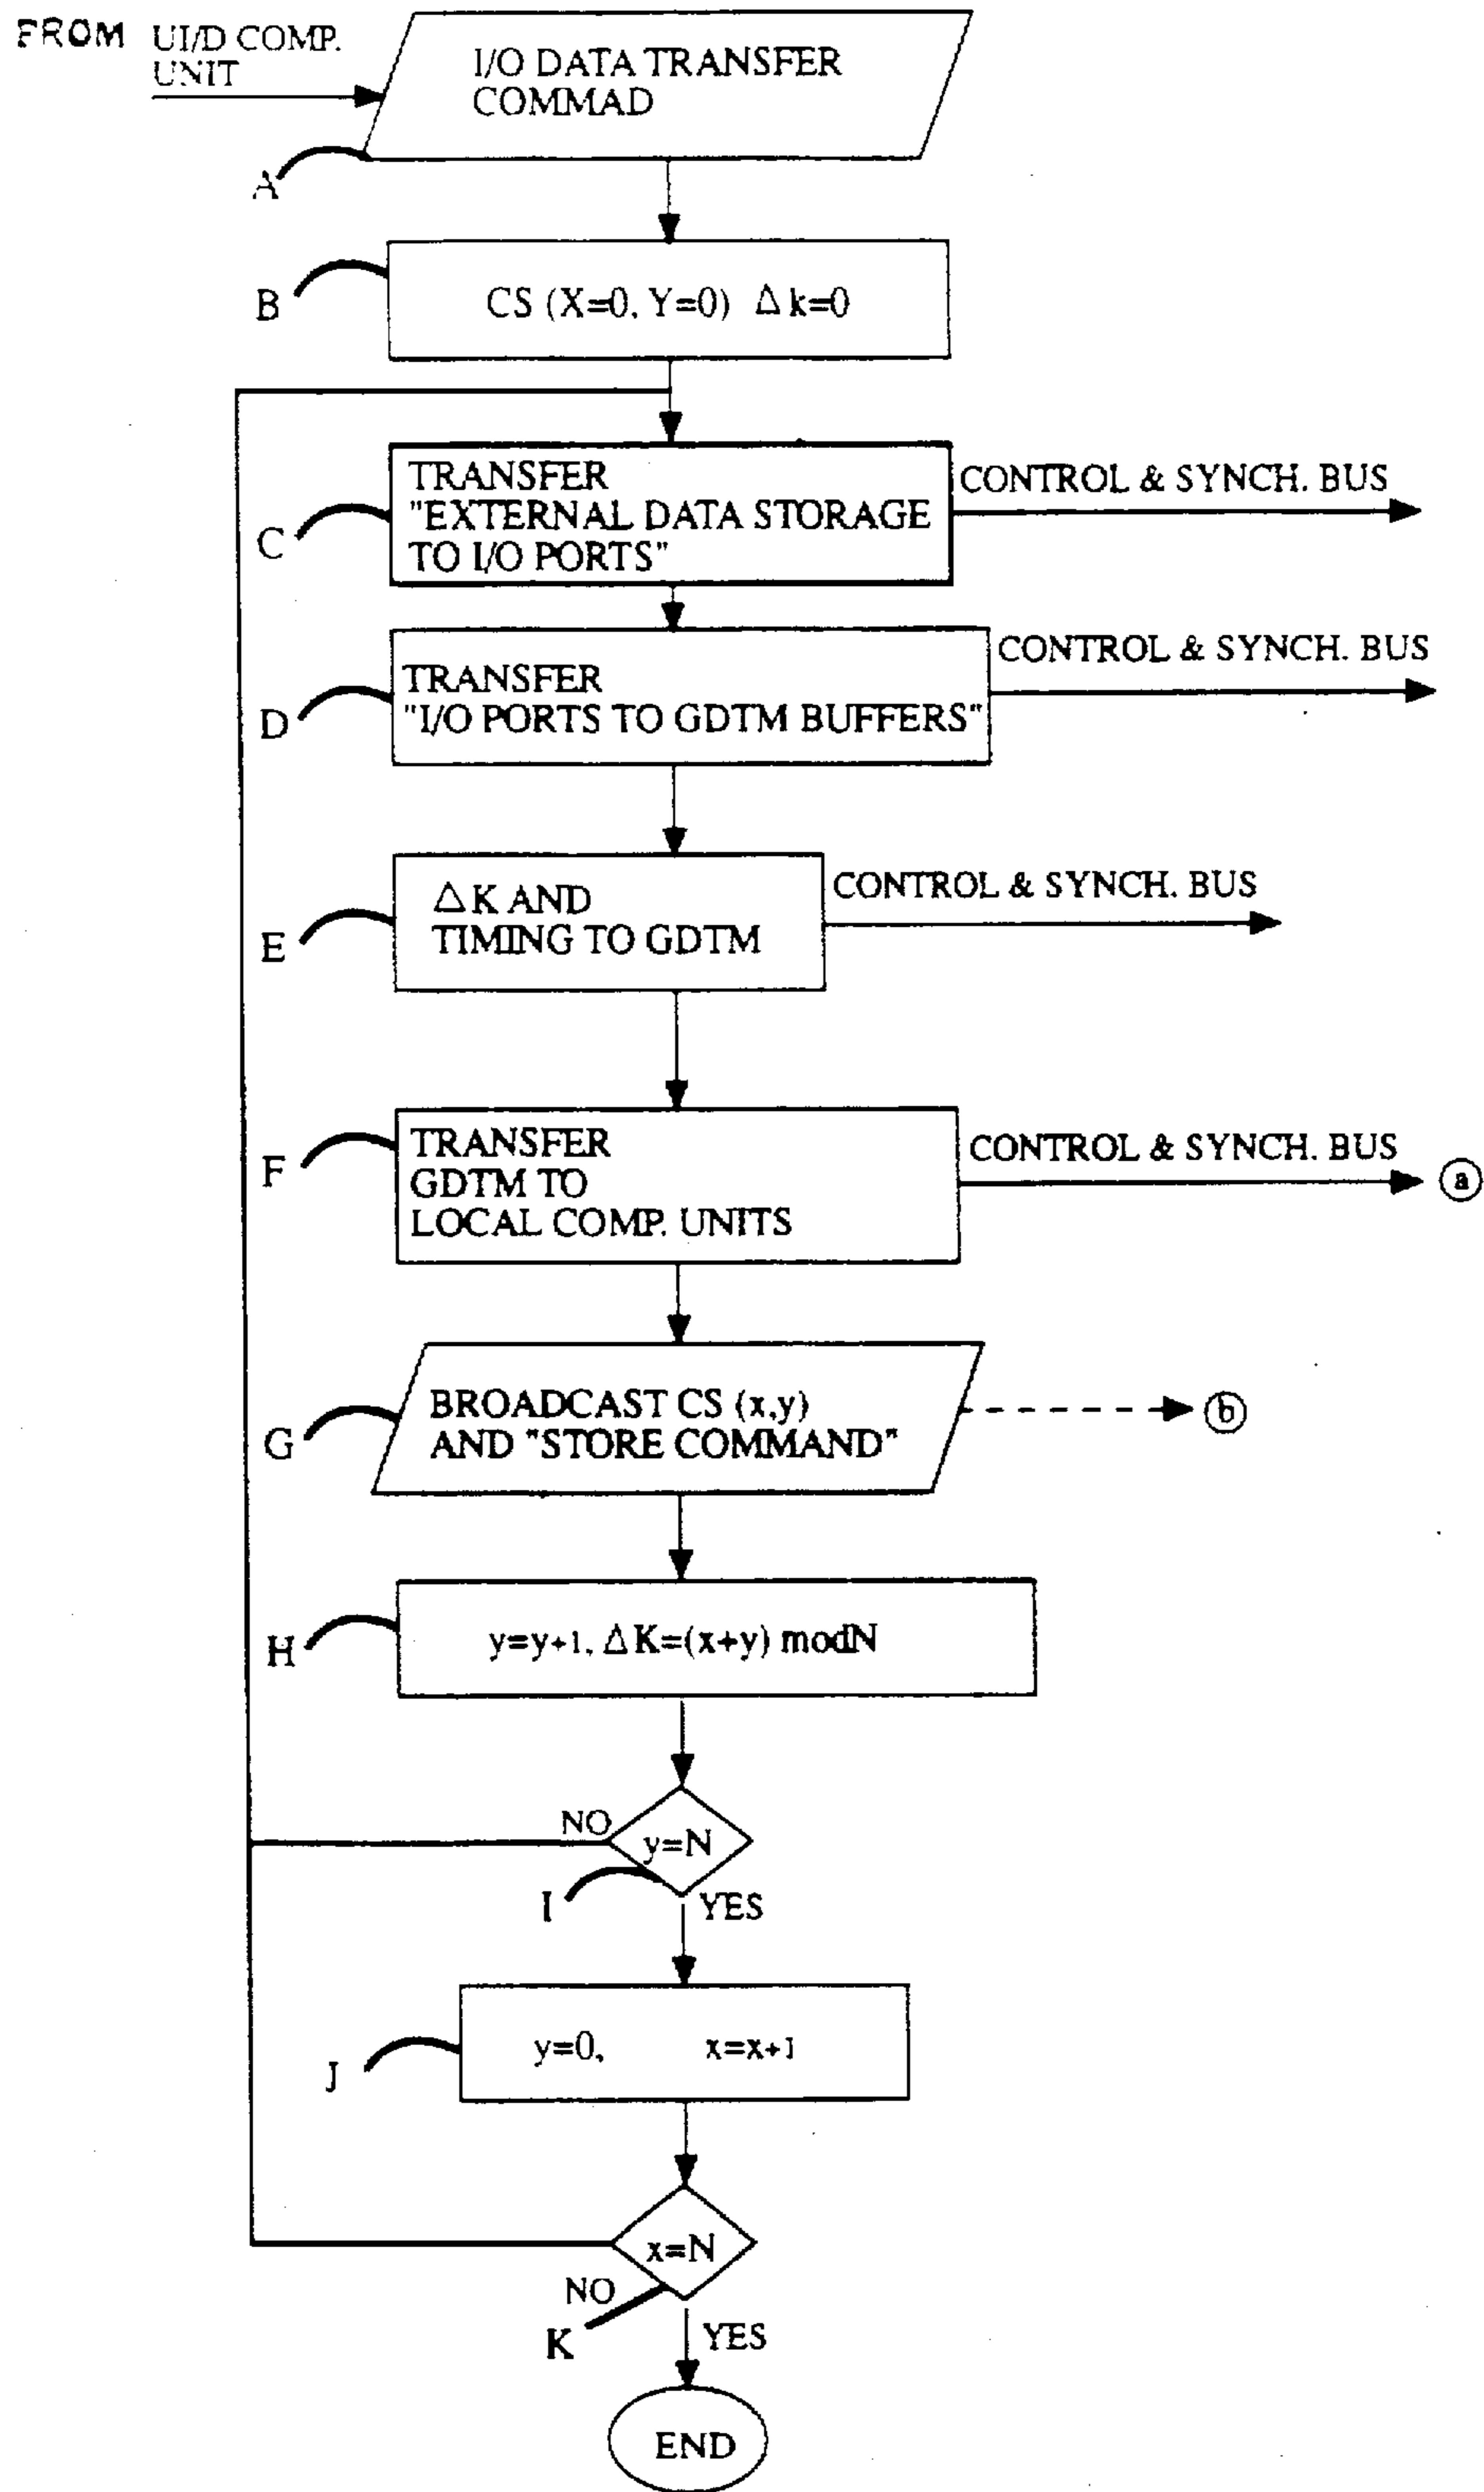 FROM UI/D COMP.
UNIT
I/O DATA TRANSFER
COMMAD
A
B
CS (X=0, Y=0) Δ k=0
TRANSFER
"EXTERNAL DATA STORAGE
TO I/O PORTS"
CONTROL & SYNCH. BUS
C
TRANSFER
"I/O PORTS TO GDTM BUFFERS"
CONTROL & SYNCH. BUS
D
Δ K AND
TIMING TO GDTM
CONTROL & SYNCH. BUS
E
TRANSFER
GDTM TO
LOCAL COMP. UNITS
CONTROL & SYNCH. BUS
a
F
BROADCAST CS (x,y)
AND "STORE COMMAND"
b
G
y=y+1, Δ K=(x+y) modN
H
NO
y=N
I
YES
y=0, x=x+1
J
x=N
NO
K
YES
END